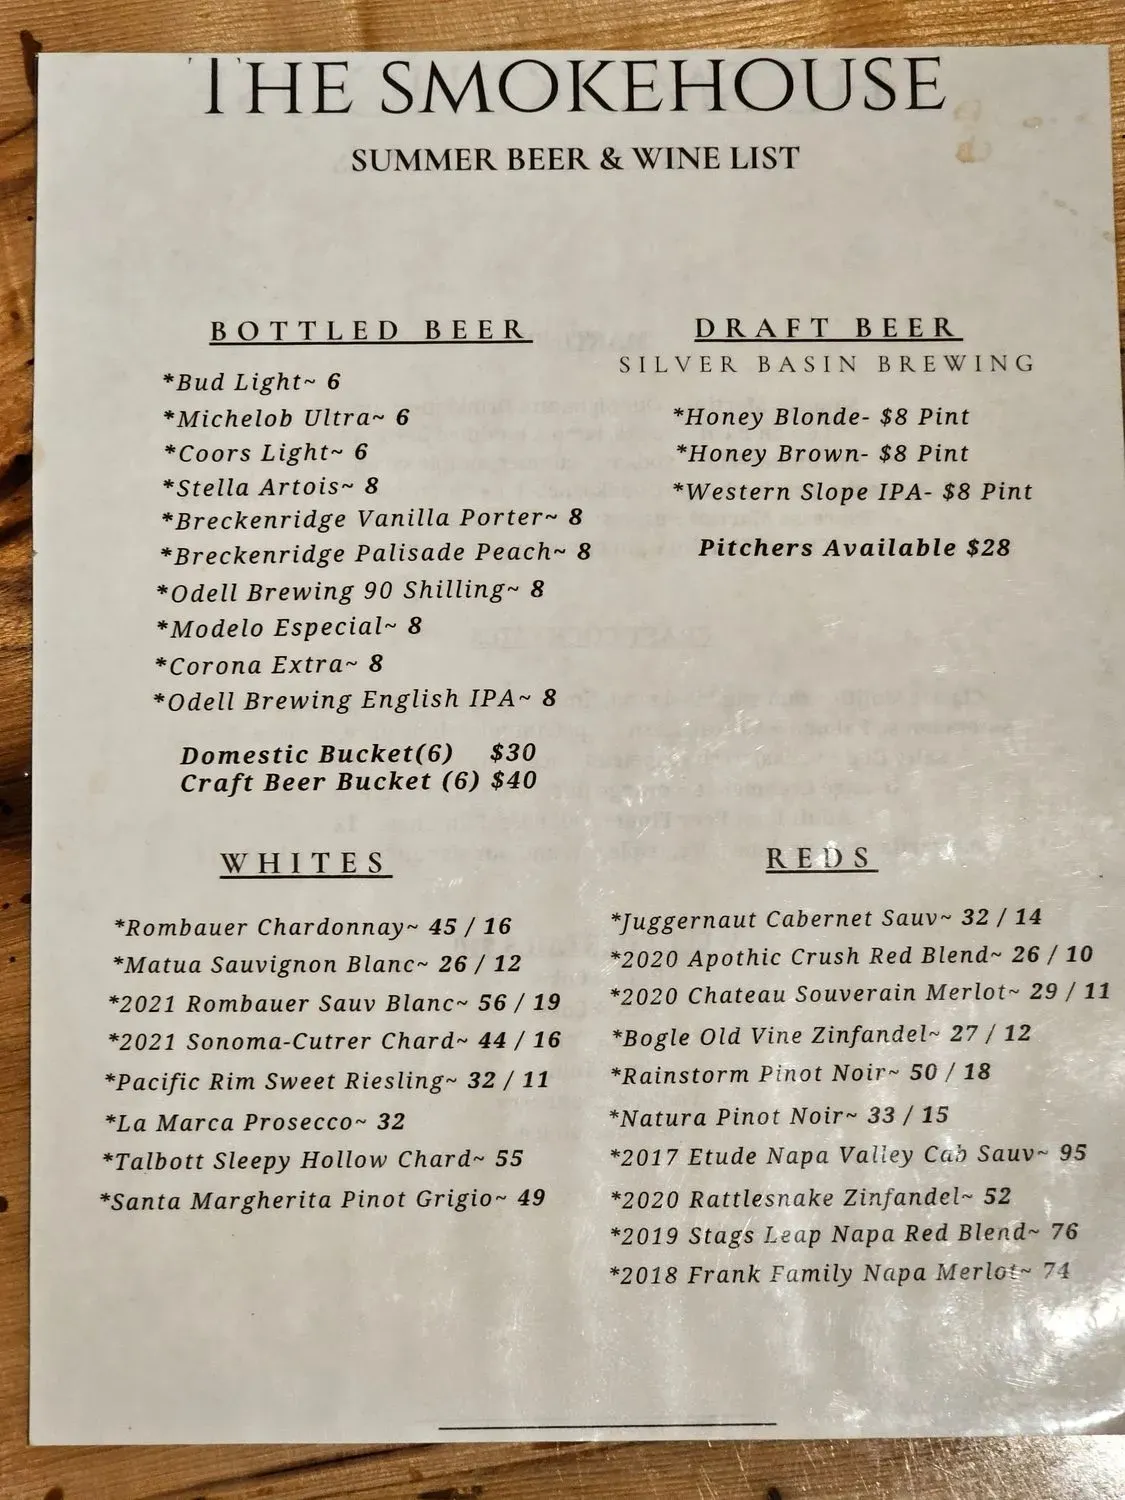 THE SMOKEHOUSE
SUMMER BEER & WINE LIST
BOTTLED BEER
*Bud Light~ 6
*Michelob Ultra~ 6
*Coors Light~ 6
*Stella Artois~ 8
*Breckenridge Vanilla Porter~ 8
*Breckenridge Palisade Peach~ 8
*Odell Brewing 90 Shilling~ 8
*Modelo Especial~ 8
*Corona Extra~ 8
*Odell Brewing English IPA~ 8
Domestic Bucket(6) $30
Craft Beer Bucket (6) $40
DRAFT BEER
SILVER BASIN BREWING
*Honey Blonde- $8 Pint
*Honey Brown- $8 Pint
*Western Slope IPA- $8 Pint
Pitchers Available $28
WHITES
*Rombauer Chardonnay~ 45 / 16
*Matua Sauvignon Blanc~ 26 / 12
*2021 Rombauer Sauv Blanc~ 56 / 19
*2021 Sonoma-Cutrer Chard~ 44 / 16
*Pacific Rim Sweet Riesling~ 32 / 11
*La Marca Prosecco~ 32
*Talbott Sleepy Hollow Chard~ 55
*Santa Margherita Pinot Grigio~ 49
REDS
*Juggernaut Cabernet Sauv~ 32 / 14
*2020 Apothic Crush Red Blend~ 26 / 10
*2020 Chateau Souverain Merlot~ 29 / 11
*Bogle Old Vine Zinfandel~ 27 / 12
*Rainstorm Pinot Noir~ 50 / 18
*Natura Pinot Noir~ 33 / 15
*2017 Etude Napa Valley Cab Sauv~ 95
*2020 Rattlesnake Zinfandel~ 52
*2019 Stags Leap Napa Red Blend~ 76
*2018 Frank Family Napa Merlot~ 74